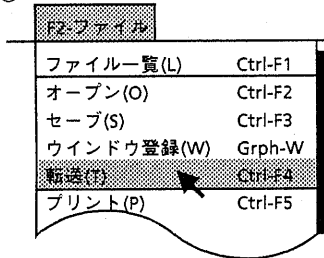 F2-ファイル
ファイル一覧(L) Ctrl-F1
オープン(O) Ctrl-F2
セーブ(S) Ctrl-F3
ウインドウ登録(W) Grph-W
転送(T) Ctrl-F4
プリント(P) Ctrl-F5